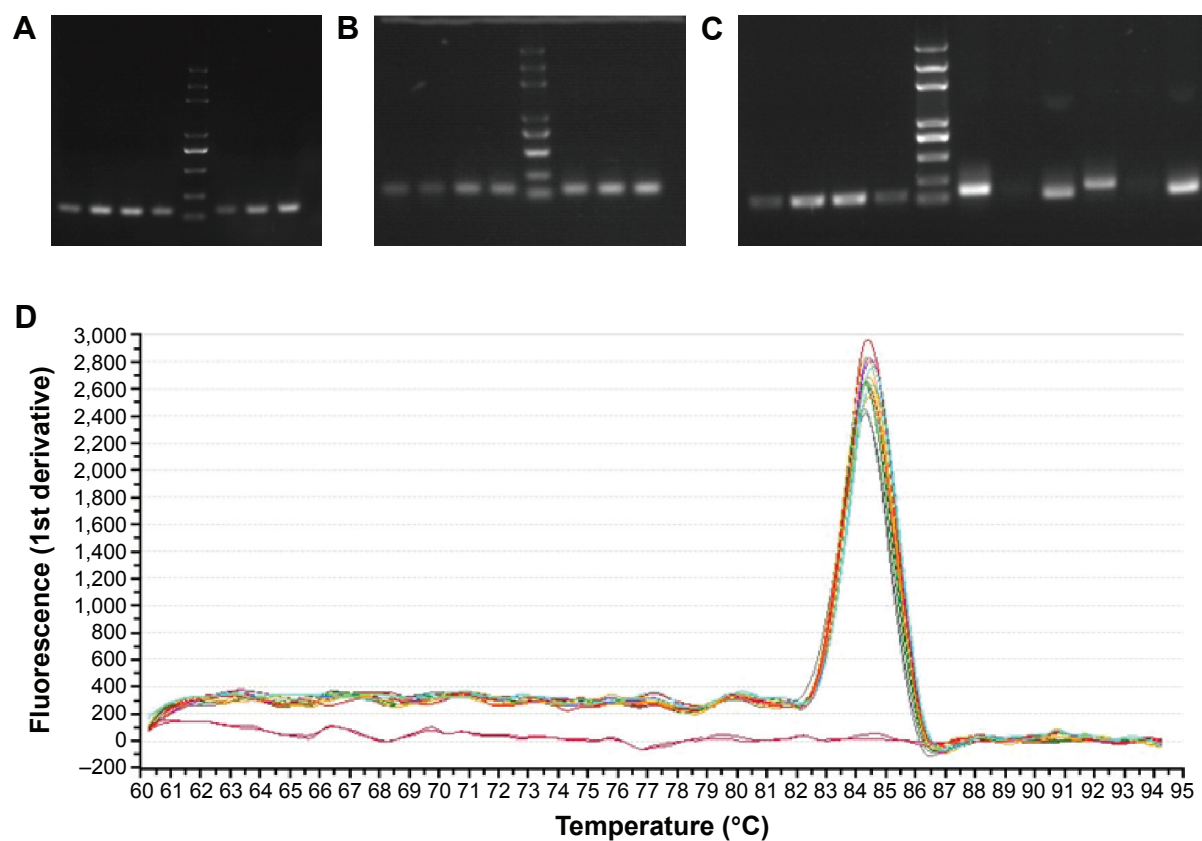 A
B
C
D
Fluorescence (1st derivative)
3,000
2,800
2,600
2,400
2,200
2,000
1,800
1,600
1,400
1,200
1,000
800
600
400
200
0
–200
60 61 62 63 64 65 66 67 68 69 70 71 72 73 74 75 76 77 78 79 80 81 82 83 84 85 86 87 88 89 90 91 92 93 94 95
Temperature (°C)